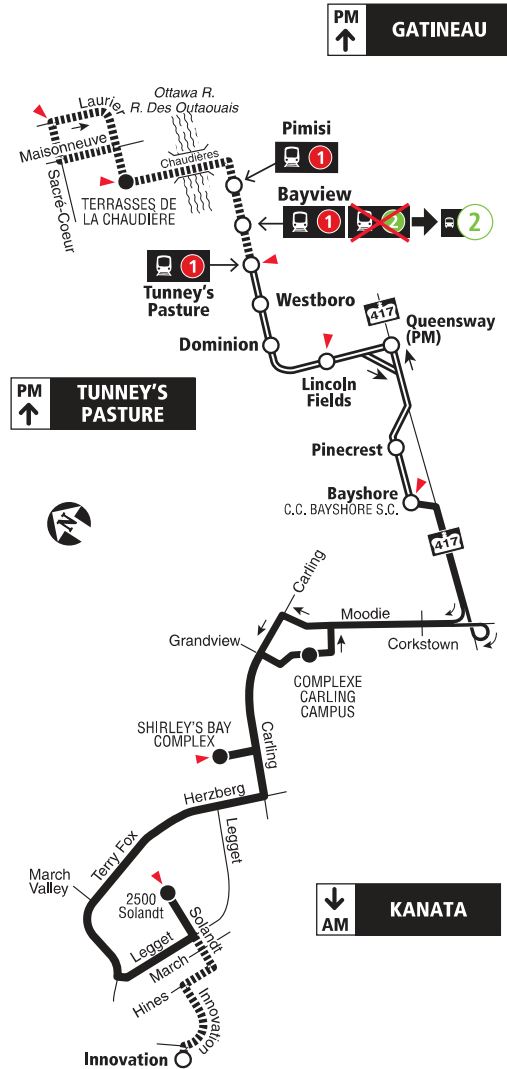 PM
GATINEAU
Ottawa R.
R. Des Outaouais
Laurier
Maisonneuve
Sacré-Coeur
Chaudières
TERRASSES DE
LA CHAUDIÈRE
Pimisi
1
Bayview
1
2
2
1
Tunney's
Pasture
Westboro
417
Queensway
(PM)
Dominion
Lincoln
Fields
PM
TUNNEY'S
PASTURE
Pinecrest
Bayshore
C.C. BAYSHORE S.C.
N
417
Carling
Moodie
Grandview
Corkstown
COMPLEXE
CARLING
CAMPUS
SHIRLEY'S BAY
COMPLEX
Carling
Herzberg
Legget
Terry Fox
March
Valley
2500
Solandt
Solandt
Legget
March
Hines
Innovation
Innovation
AM
KANATA